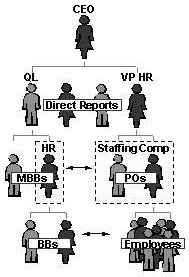 CEO
QL VP HR
Direct Reports
HR Staffing Comp
MBBs POs
BBs Employees